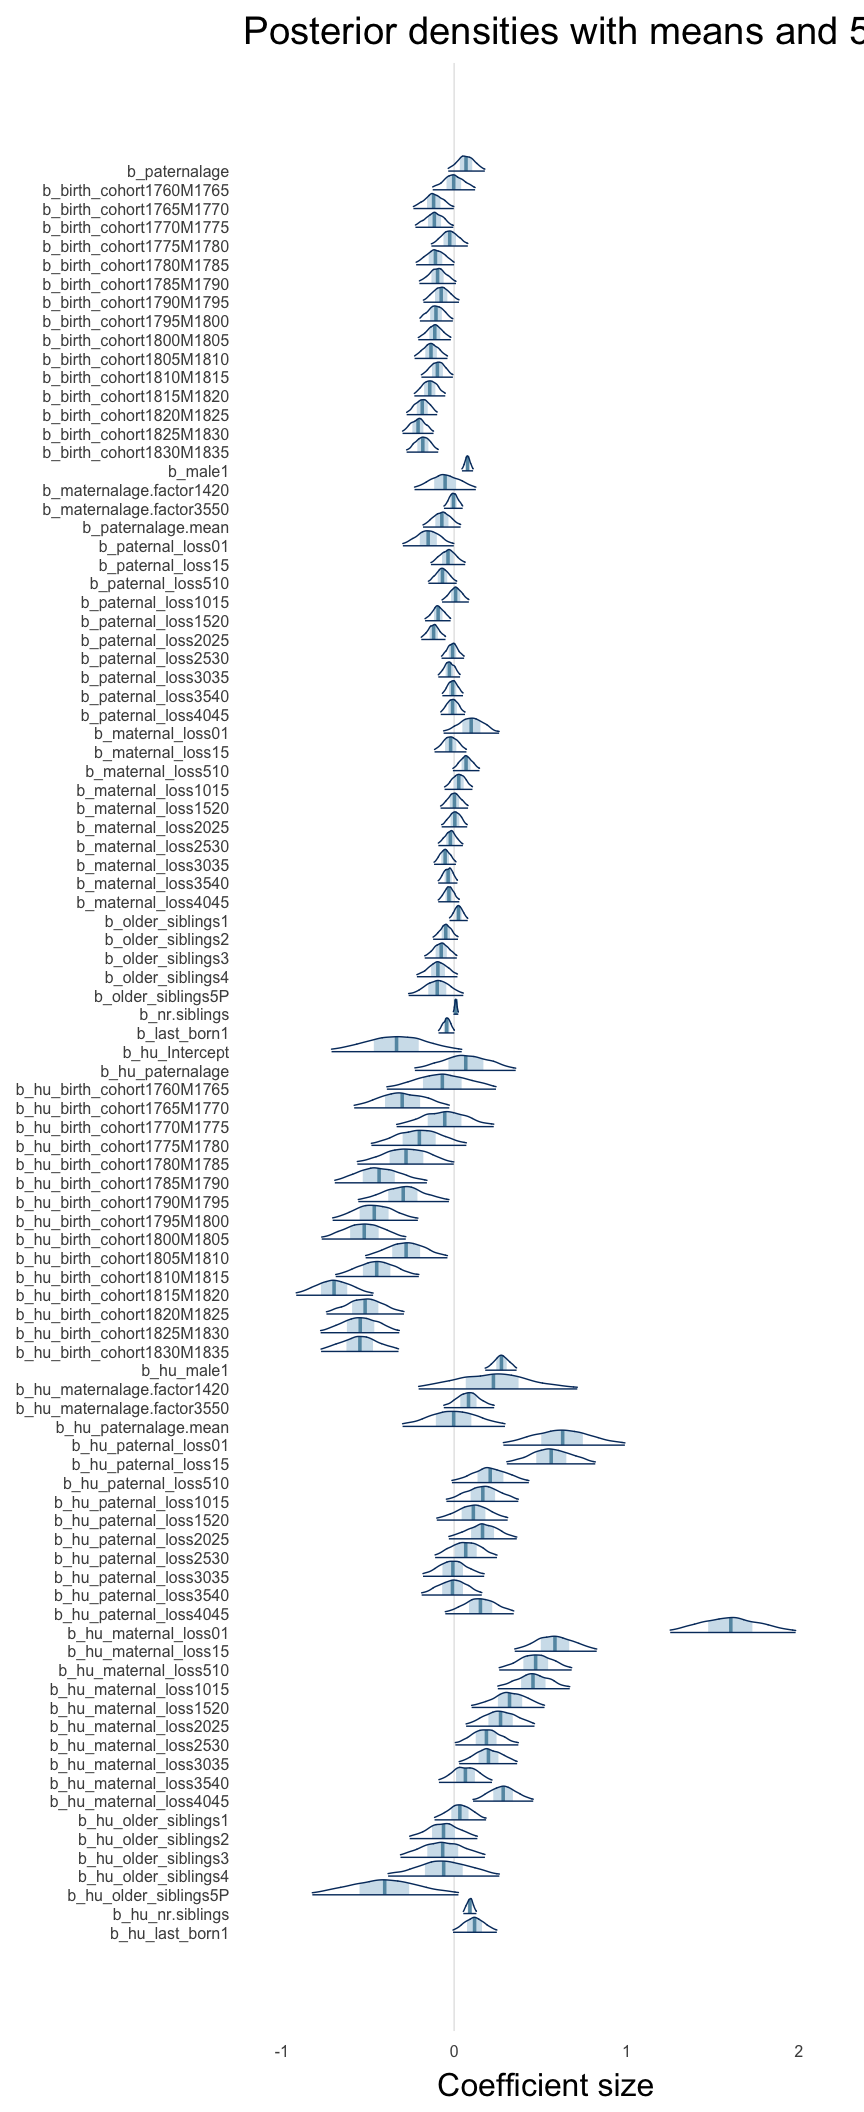 Posterior densities with means and 5
b_paternalage
b_birth_cohort1760M1765
b_birth_cohort1765M1770
b_birth_cohort1770M1775
b_birth_cohort1775M1780
b_birth_cohort1780M1785
b_birth_cohort1785M1790
b_birth_cohort1790M1795
b_birth_cohort1795M1800
b_birth_cohort1800M1805
b_birth_cohort1805M1810
b_birth_cohort1810M1815
b_birth_cohort1815M1820
b_birth_cohort1820M1825
b_birth_cohort1825M1830
b_birth_cohort1830M1835
b_male1
b_maternalage.factor1420
b_maternalage.factor3550
b_paternalage.mean
b_paternal_loss01
b_paternal_loss15
b_paternal_loss510
b_paternal_loss1015
b_paternal_loss1520
b_paternal_loss2025
b_paternal_loss2530
b_paternal_loss3035
b_paternal_loss3540
b_paternal_loss4045
b_maternal_loss01
b_maternal_loss15
b_maternal_loss510
b_maternal_loss1015
b_maternal_loss1520
b_maternal_loss2025
b_maternal_loss2530
b_maternal_loss3035
b_maternal_loss3540
b_maternal_loss4045
b_older_siblings1
b_older_siblings2
b_older_siblings3
b_older_siblings4
b_older_siblings5P
b_nr.siblings
b_last_born1
b_hu_Intercept
b_hu_paternalage
b_hu_birth_cohort1760M1765
b_hu_birth_cohort1765M1770
b_hu_birth_cohort1770M1775
b_hu_birth_cohort1775M1780
b_hu_birth_cohort1780M1785
b_hu_birth_cohort1785M1790
b_hu_birth_cohort1790M1795
b_hu_birth_cohort1795M1800
b_hu_birth_cohort1800M1805
b_hu_birth_cohort1805M1810
b_hu_birth_cohort1810M1815
b_hu_birth_cohort1815M1820
b_hu_birth_cohort1820M1825
b_hu_birth_cohort1825M1830
b_hu_birth_cohort1830M1835
b_hu_male1
b_hu_maternalage.factor1420
b_hu_maternalage.factor3550
b_hu_paternalage.mean
b_hu_paternal_loss01
b_hu_paternal_loss15
b_hu_paternal_loss510
b_hu_paternal_loss1015
b_hu_paternal_loss1520
b_hu_paternal_loss2025
b_hu_paternal_loss2530
b_hu_paternal_loss3035
b_hu_paternal_loss3540
b_hu_paternal_loss4045
b_hu_maternal_loss01
b_hu_maternal_loss15
b_hu_maternal_loss510
b_hu_maternal_loss1015
b_hu_maternal_loss1520
b_hu_maternal_loss2025
b_hu_maternal_loss2530
b_hu_maternal_loss3035
b_hu_maternal_loss3540
b_hu_maternal_loss4045
b_hu_older_siblings1
b_hu_older_siblings2
b_hu_older_siblings3
b_hu_older_siblings4
b_hu_older_siblings5P
b_hu_nr.siblings
b_hu_last_born1
-1 0 1 2
Coefficient size